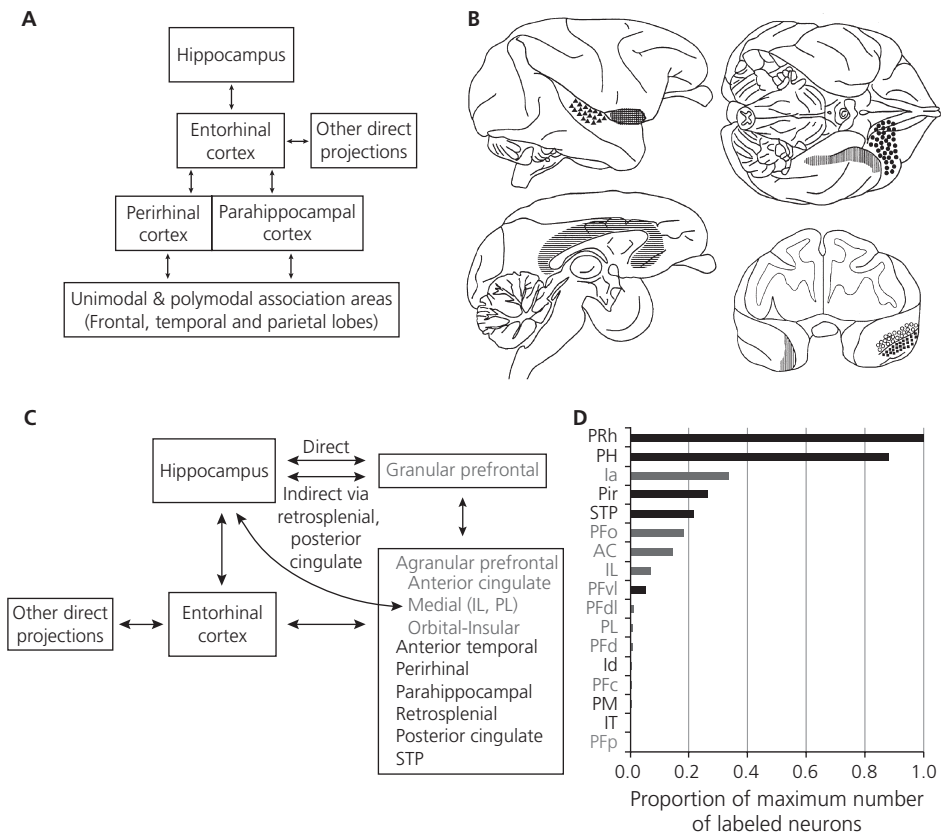 A
Hippocampus
Entorhinal
cortex
Other direct
projections
Perirhinal
cortex
Parahippocampal
cortex
Unimodal & polymodal association areas
(Frontal, temporal and parietal lobes)
B
C
Hippocampus
Direct
Indirect via
retrosplenial,
posterior
cingulate
Granular prefrontal
Other direct
projections
Entorhinal
cortex
Agranular prefrontal
Anterior cingulate
Medial (IL, PL)
Orbital-Insular
Anterior temporal
Perirhinal
Parahippocampal
Retrosplenial
Posterior cingulate
STP
D
PRh
PH
Ia
Pir
STP
PFo
AC
IL
PFvl
PFdl
PL
PFd
Id
PFc
PM
IT
PFp
0.0 0.2 0.4 0.6 0.8 1.0
Proportion of maximum number
of labeled neurons